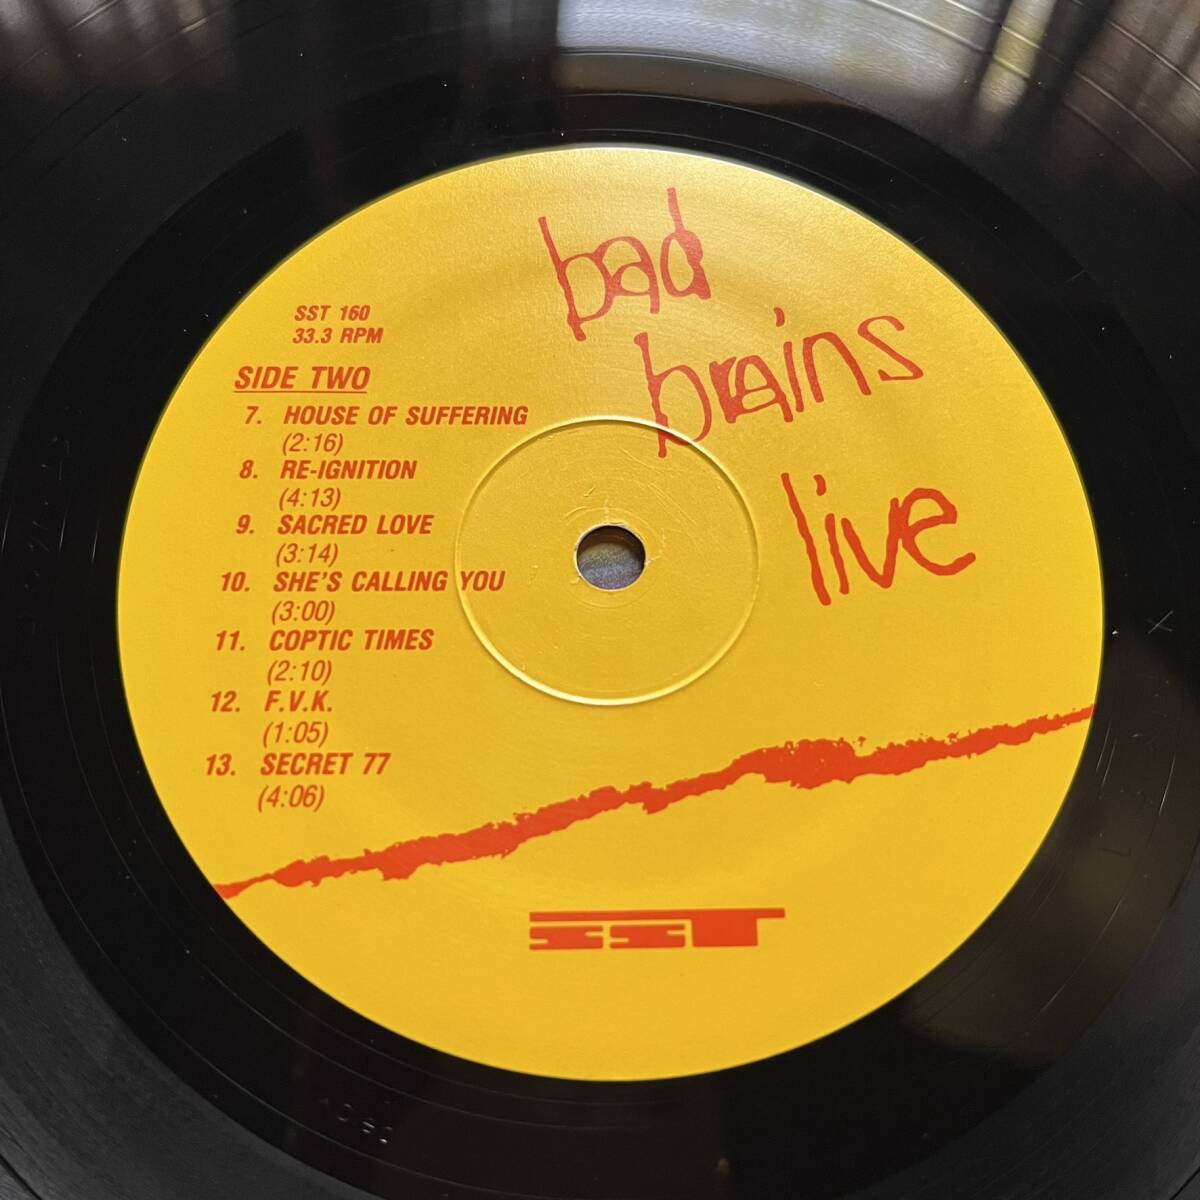 bad
brains
live
SST 160
33.3 RPM
SIDE TWO
7. HOUSE OF SUFFERING
(2:16)
8. RE-IGNITION
(4:13)
9. SACRED LOVE
(3:14)
10. SHE'S CALLING YOU
(3:00)
11. COPTIC TIMES
(2:10)
12. F.V.K.
(1:05)
13. SECRET 77
(4:06)
SST